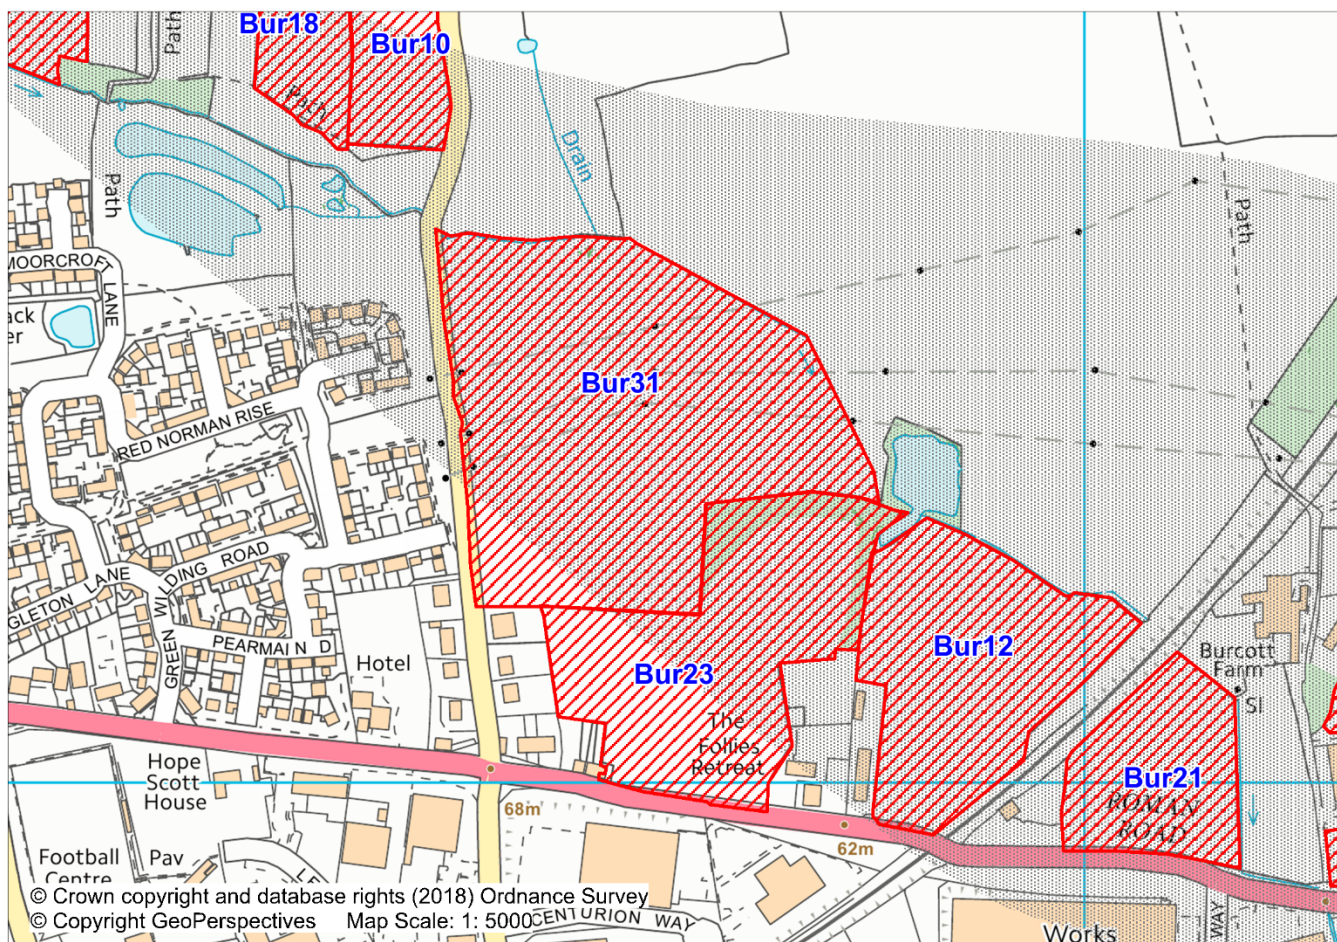 Bur18
Bur10
Path
Path
Drain
Path
Path
MOORCROFT LANE
ack
er
Bur31
RED NORMAN RISE
GLETON LANE
GREEN WILDING ROAD
PEARMAIN D
Hotel
Bur23
Bur12
Burcott
Farm
Sl
The
Follies
Retreat
Hope
Scott
House
68m
62m
Bur21
ROMAN
ROAD
Football
Centre
Pav
LE
© Crown copyright and database rights (2018) Ordnance Survey
© Copyright GeoPerspectives Map Scale: 1: 5000
CENTURION WAY
Works
WAY